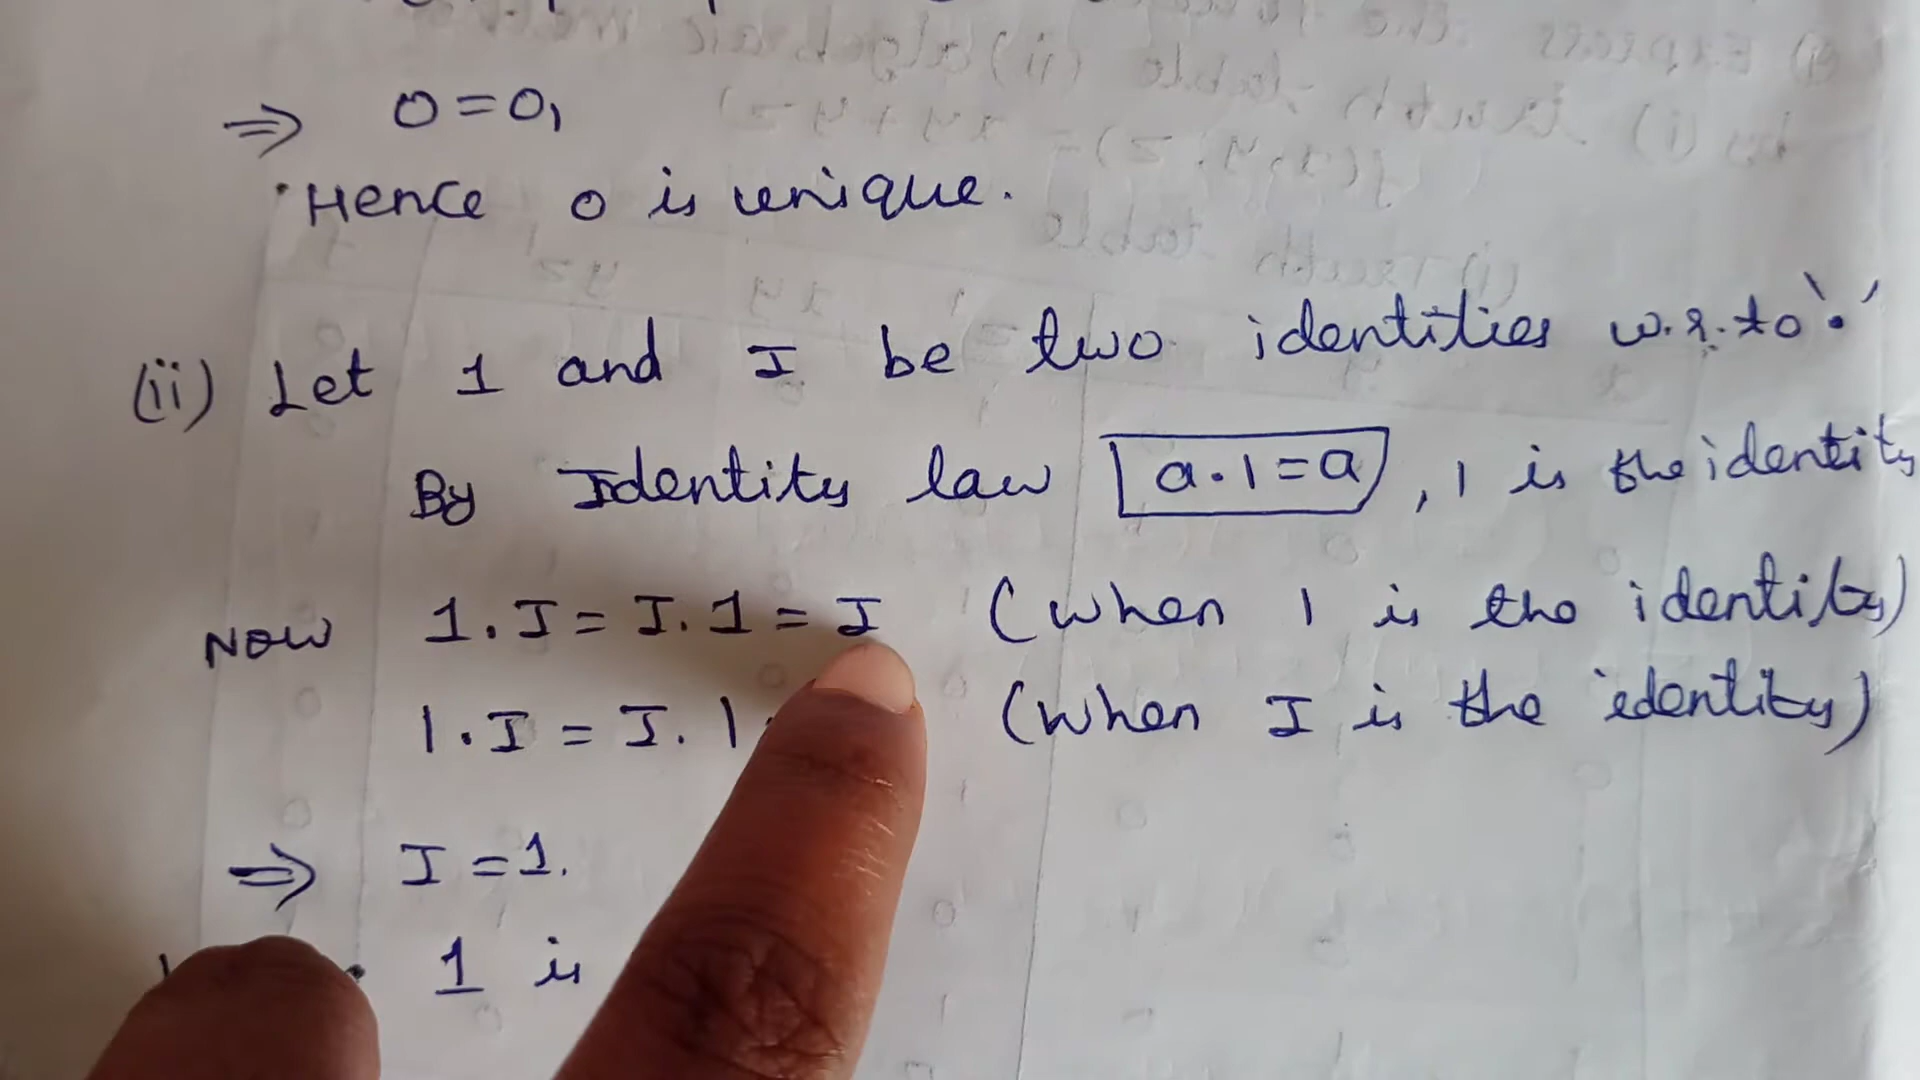 ⇒ 0 = 0,
Hence 0 is unique.
(ii) Let 1 and I be two identities w.r.to '.'
By Identity law a.1=a, 1 is the identity
Now 1.I = I.1 = I (when 1 is the identity)
1.I = I.1 (when I is the identity)
⇒ I = 1.
1 is